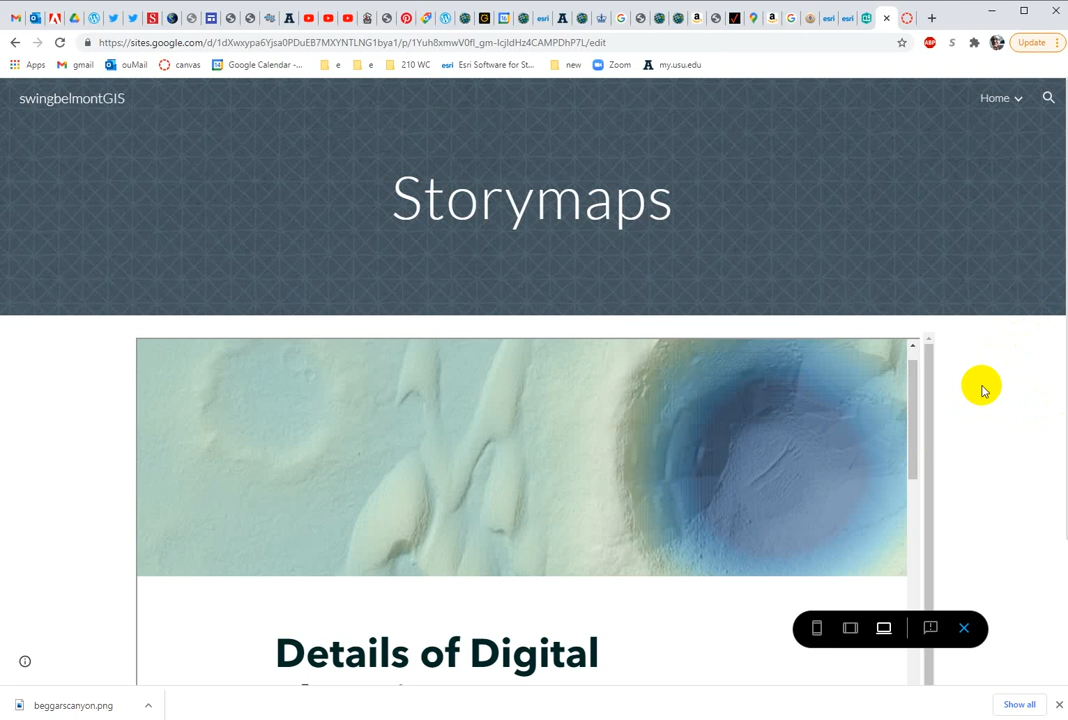 https://sites.google.com/d/1dXwxypa6Yjsa0PDuEB7MXYNTLNG1bya1/p/1Yuh8xmwV0fl_gm-IcjldHz4CAMPDhP7L/edit
Update
Apps gmail ouMail canvas Google Calendar -... e e 210 WC esri Esri Software for St... new Zoom my.usu.edu
swingbelmontGIS
Home
Storymaps
Details of Digital
beggarscanyon.png
Show all